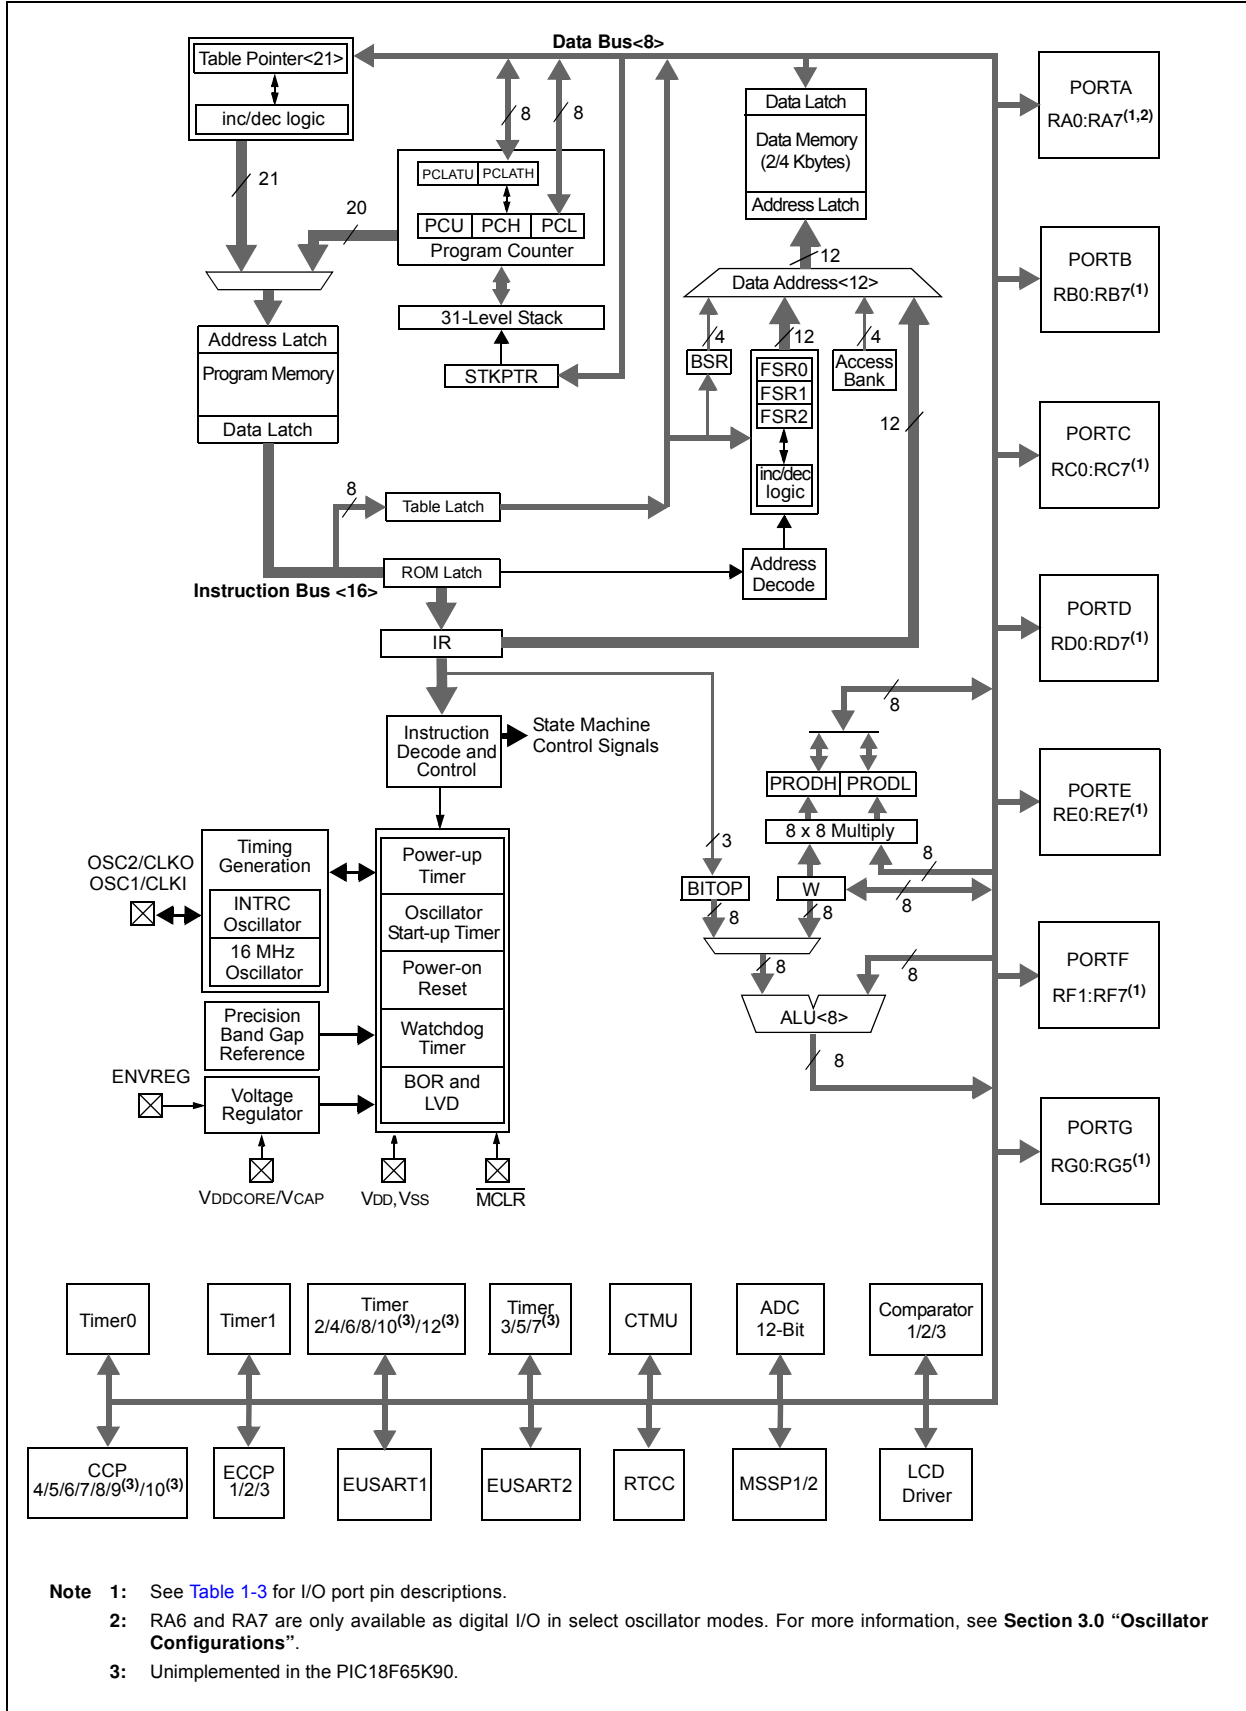 Data Bus<8>
Table Pointer<21>
inc/dec logic
21
20
8
8
PCLATU PCLATH
PCU PCH PCL
Program Counter
31-Level Stack
STKPTR
Address Latch
Program Memory
Data Latch
8
Table Latch
ROM Latch
Instruction Bus <16>
IR
Data Latch
Data Memory
(2/4 Kbytes)
Address Latch
12
Data Address<12>
4
12
4
BSR
FSR0
FSR1
FSR2
inc/dec
logic
Access
Bank
12
Address
Decode
Instruction
Decode and
Control
State Machine
Control Signals
8
PRODH PRODL
8 x 8 Multiply
3
BITOP
W
8
8
8
8
8
8
ALU<8>
8
OSC2/CLKO
OSC1/CLKI
Timing
Generation
INTRC
Oscillator
16 MHz
Oscillator
Precision
Band Gap
Reference
ENVREG
Voltage
Regulator
Power-up
Timer
Oscillator
Start-up Timer
Power-on
Reset
Watchdog
Timer
BOR and
LVD
VDDCORE/VCAP
VDD, VSS
MCLR
PORTA
RA0:RA7(1,2)
PORTB
RB0:RB7(1)
PORTC
RC0:RC7(1)
PORTD
RD0:RD7(1)
PORTE
RE0:RE7(1)
PORTF
RF1:RF7(1)
PORTG
RG0:RG5(1)
Timer0
Timer1
Timer
2/4/6/8/10(3)/12(3)
Timer
3/5/7(3)
CTMU
ADC
12-Bit
Comparator
1/2/3
CCP
4/5/6/7/8/9(3)/10(3)
ECCP
1/2/3
EUSART1
EUSART2
RTCC
MSSP1/2
LCD
Driver
Note 1: See Table 1-3 for I/O port pin descriptions.
2: RA6 and RA7 are only available as digital I/O in select oscillator modes. For more information, see Section 3.0 “Oscillator
Configurations”.
3: Unimplemented in the PIC18F65K90.